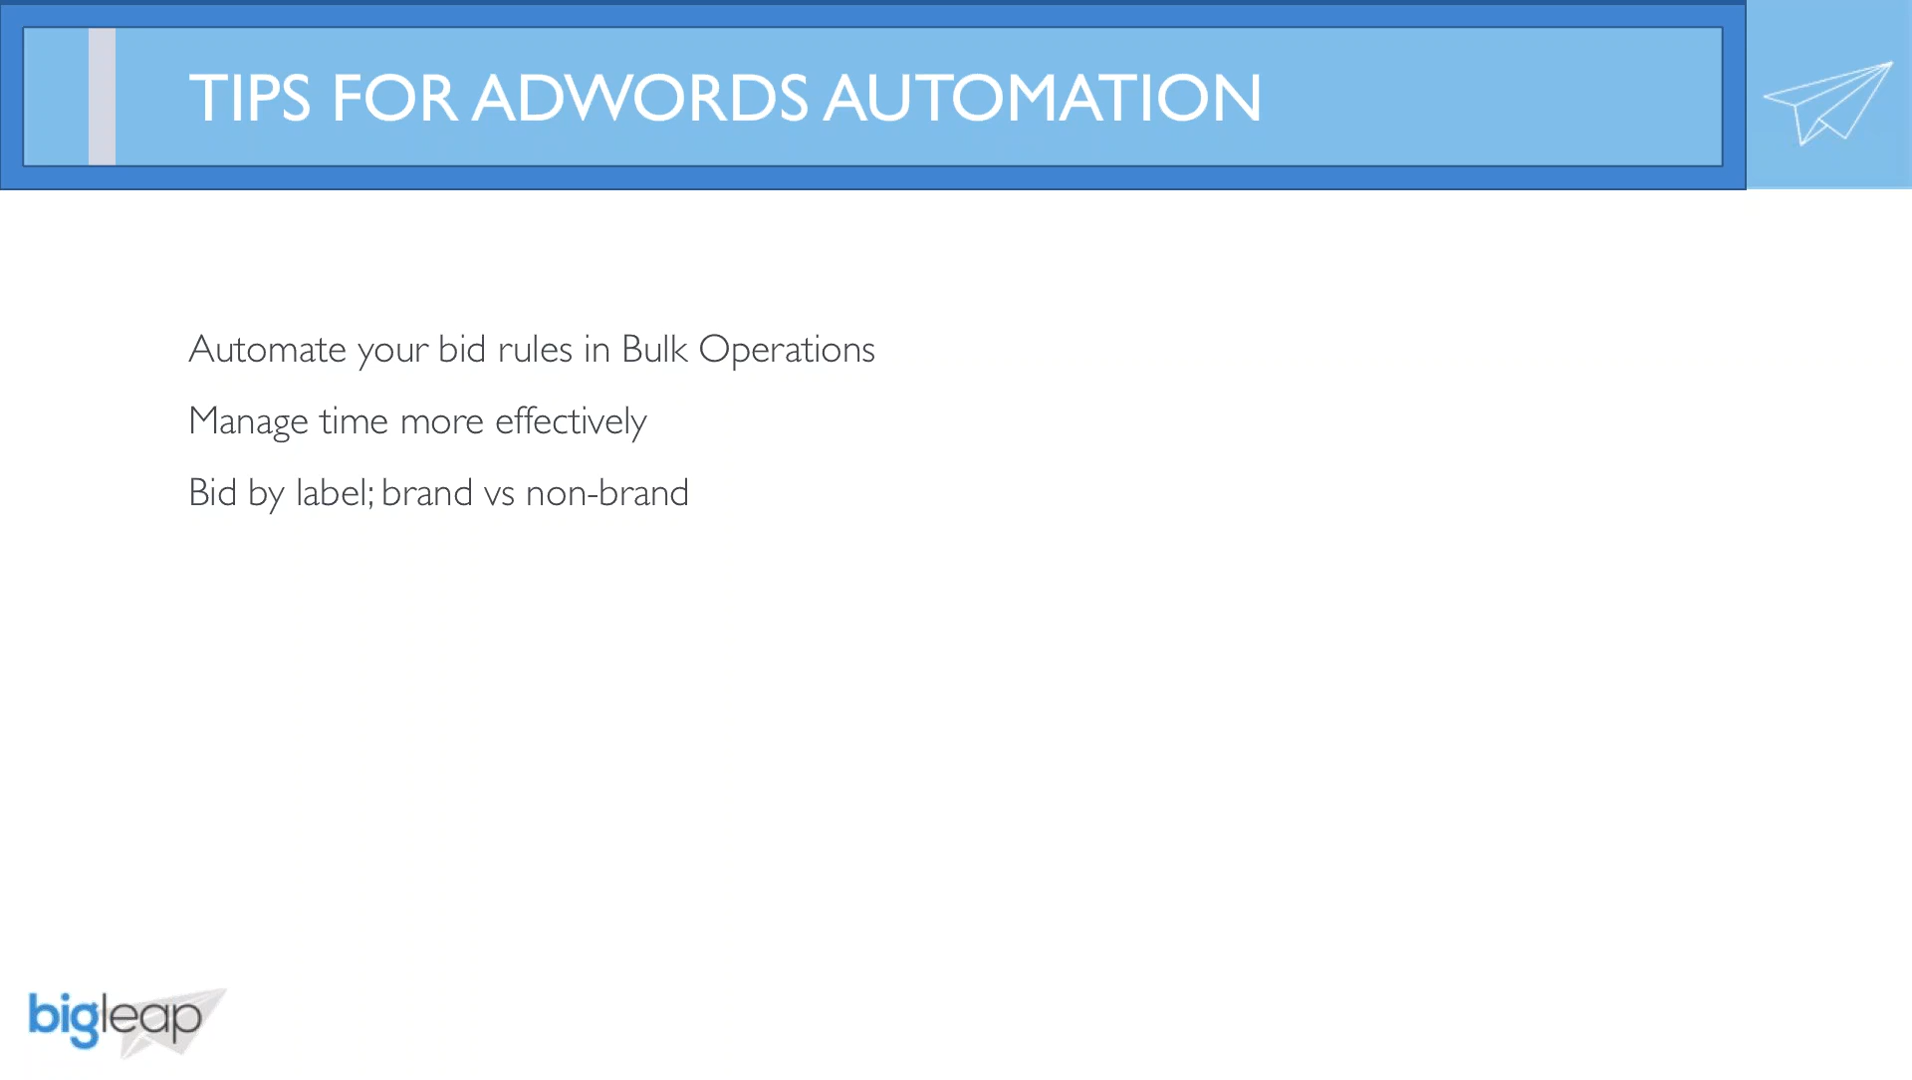 TIPS FOR ADWORDS AUTOMATION
Automate your bid rules in Bulk Operations
Manage time more effectively
Bid by label; brand vs non-brand
bigleap